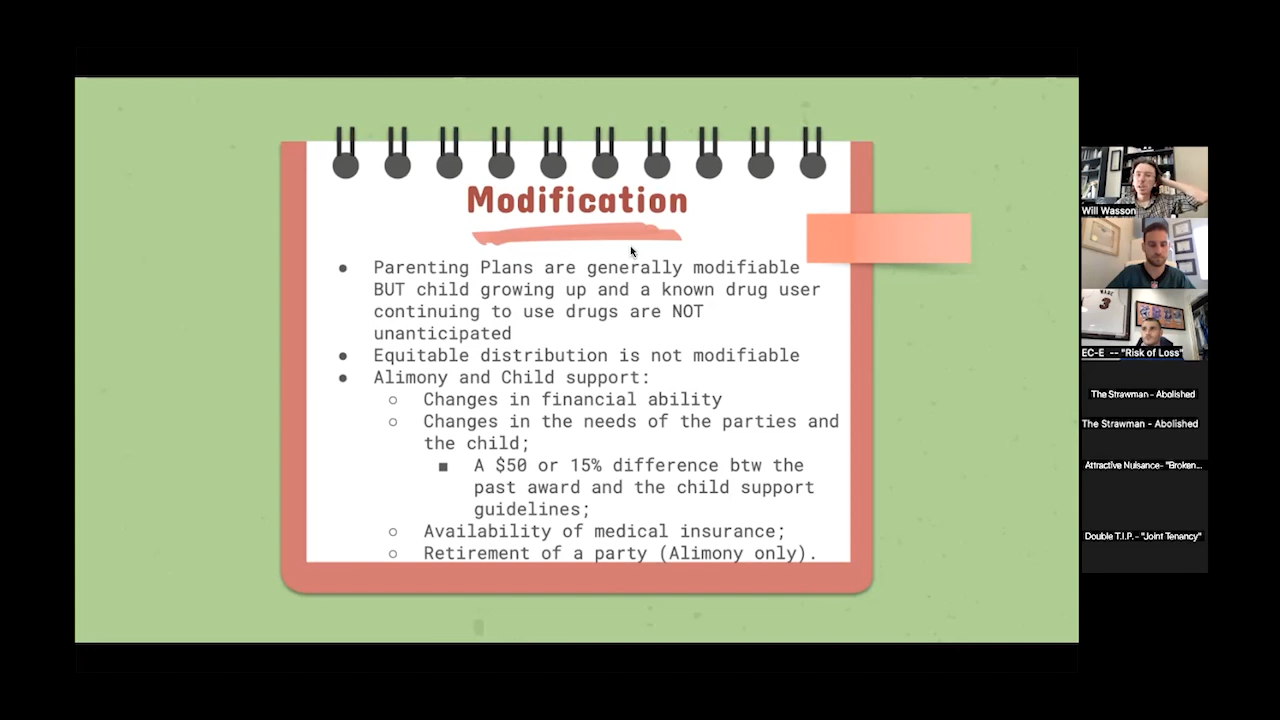 Modification
● Parenting Plans are generally modifiable
BUT child growing up and a known drug user
continuing to use drugs are NOT
unanticipated
● Equitable distribution is not modifiable
● Alimony and Child support:
○ Changes in financial ability
○ Changes in the needs of the parties and
the child;
■ A $50 or 15% difference btw the
past award and the child support
guidelines;
○ Availability of medical insurance;
○ Retirement of a party (Alimony only).
Will Wasson
WADE
3
EC-E -- "Risk of Loss"
The Strawman - Abolished
The Strawman - Abolished
Attractive Nuisance- "Broken...
Double T.I.P. - "Joint Tenancy"